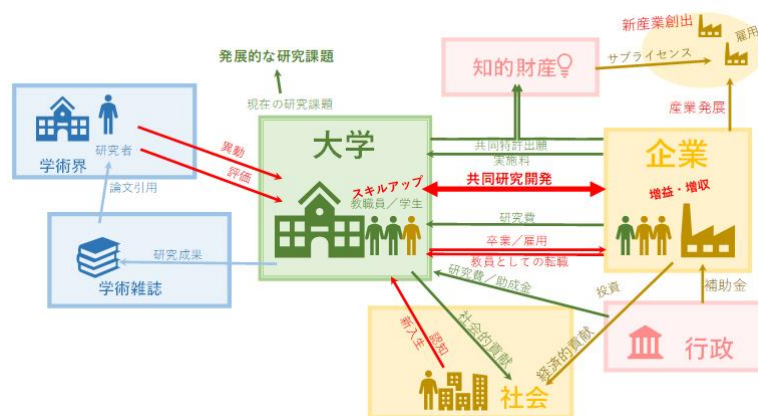 新産業創出
雇用
発展的な研究課題
知的財産
サブライセンス
現在の研究課題
産業発展
研究者
学術界
異動
評価
大学
共同特許出願
実施料
企業
スキルアップ
教職員／学生
共同研究開発
増益・増収
論文引用
研究費
研究成果
卒業／雇用
教員としての転職
学術雑誌
研究費／助成金
投資
補助金
認知
新入生
社会的貢献
経済的貢献
行政
社会